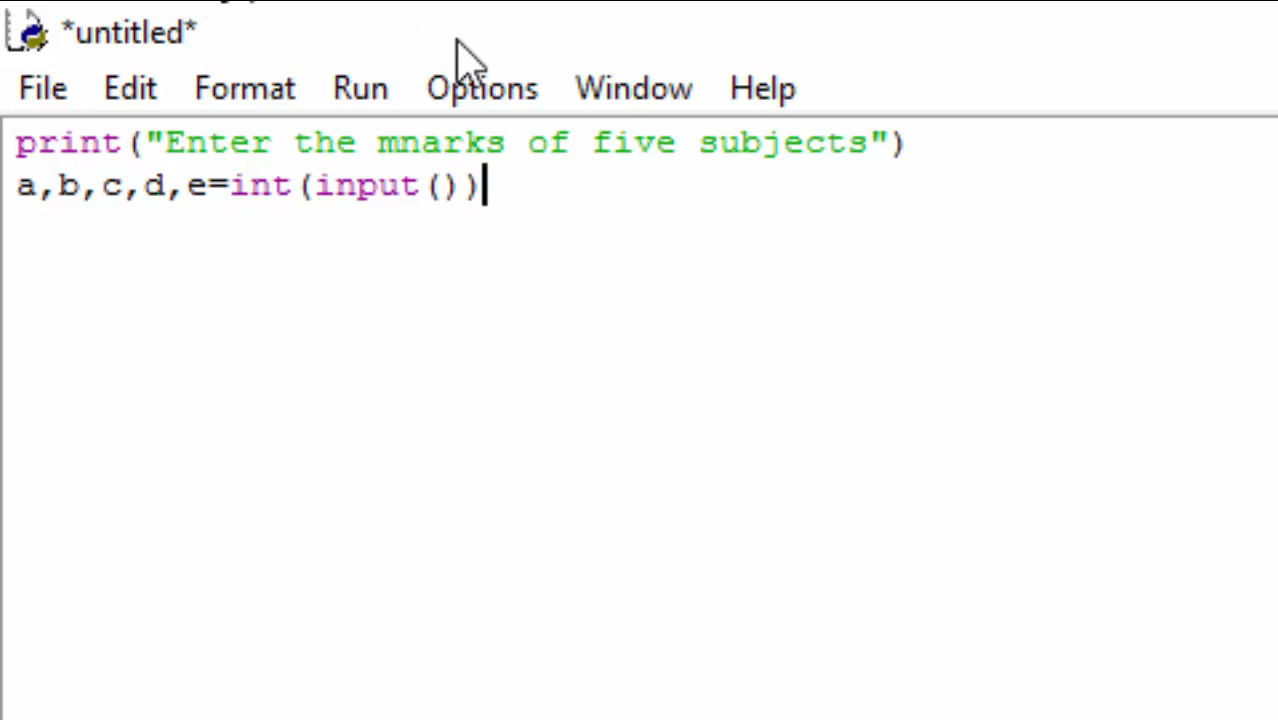 *untitled*
File Edit Format Run Options Window Help
print("Enter the mnarks of five subjects")
a,b,c,d,e=int(input())